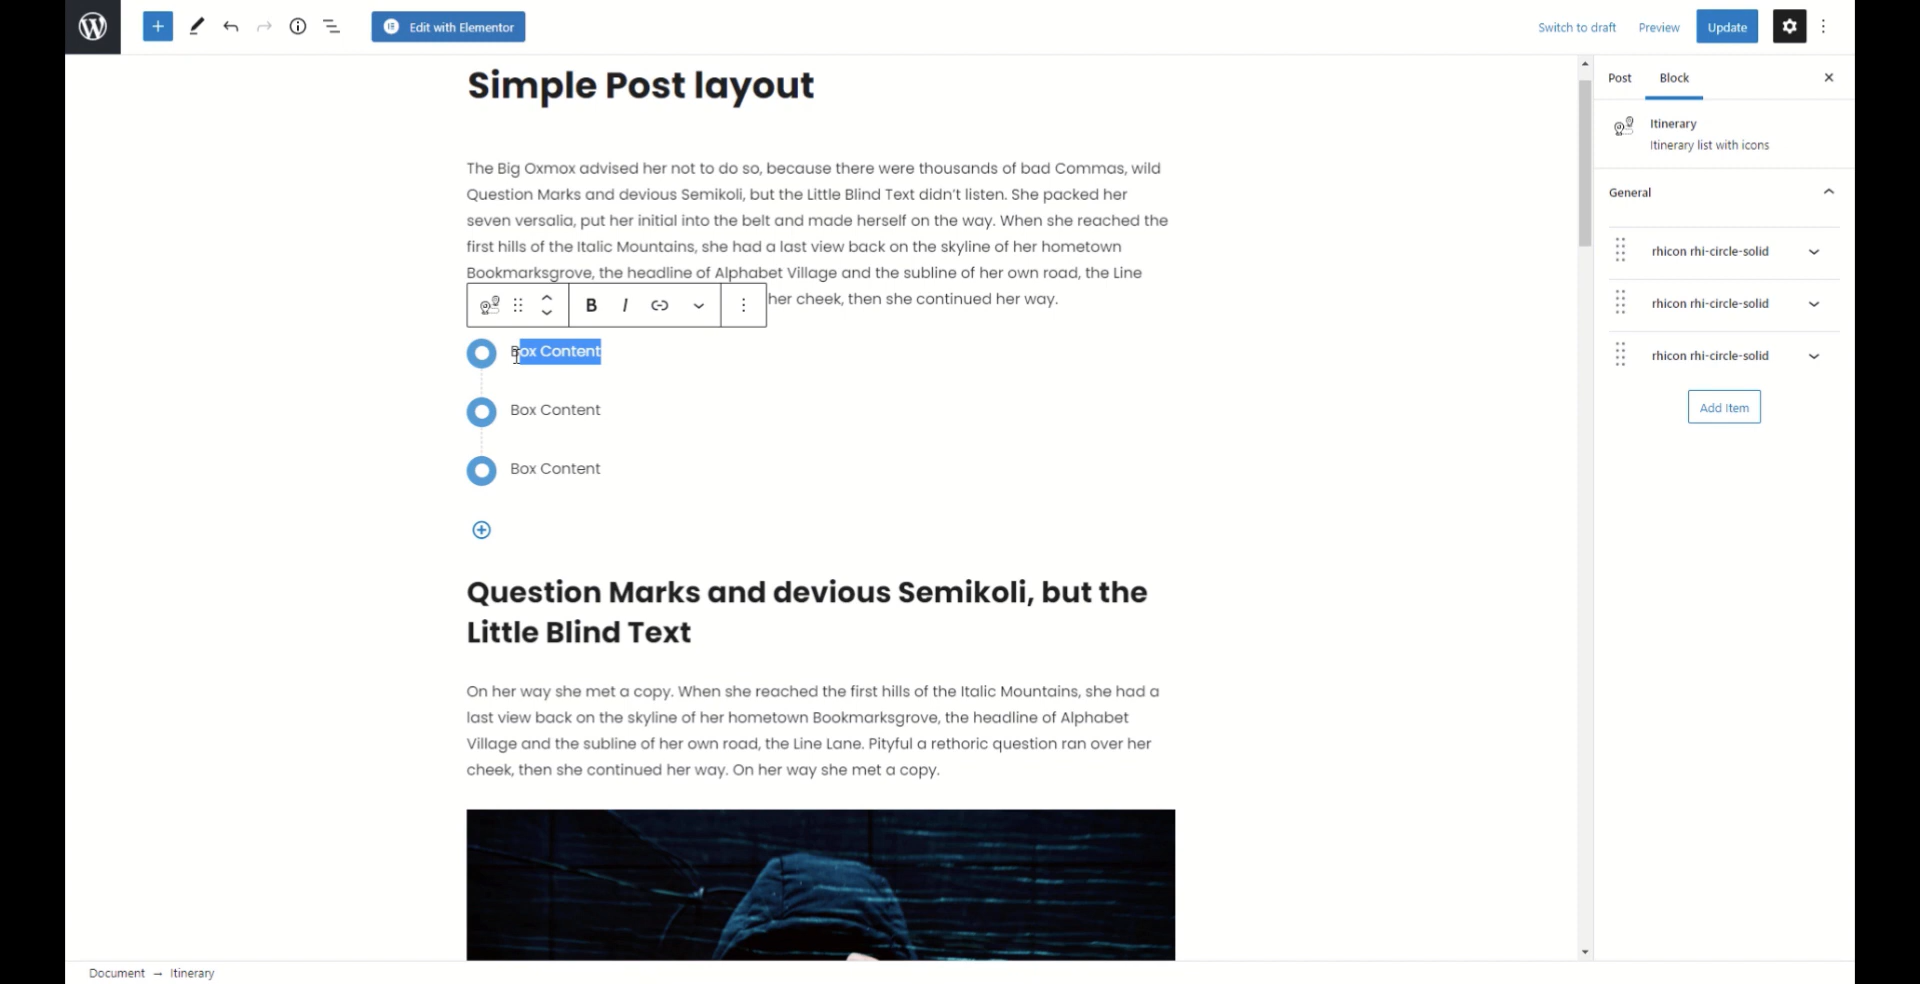 Edit with Elementor
Switch to draft
Preview
Update
Simple Post layout
The Big Oxmox advised her not to do so, because there were thousands of bad Commas, wild
Question Marks and devious Semikoli, but the Little Blind Text didn't listen. She packed her
seven versalia, put her initial into the belt and made herself on the way. When she reached the
first hills of the Italic Mountains, she had a last view back on the skyline of her hometown
Bookmarksgrove, the headline of Alphabet Village and the subline of her own road, the Line
her cheek, then she continued her way.
B I
Box Content
Box Content
Box Content
Question Marks and devious Semikoli, but the
Little Blind Text
On her way she met a copy. When she reached the first hills of the Italic Mountains, she had a
last view back on the skyline of her hometown Bookmarksgrove, the headline of Alphabet
Village and the subline of her own road, the Line Lane. Pityful a rethoric question ran over her
cheek, then she continued her way. On her way she met a copy.
Post
Block
Itinerary
Itinerary list with icons
General
rhicon rhi-circle-solid
rhicon rhi-circle-solid
rhicon rhi-circle-solid
Add Item
Document → Itinerary